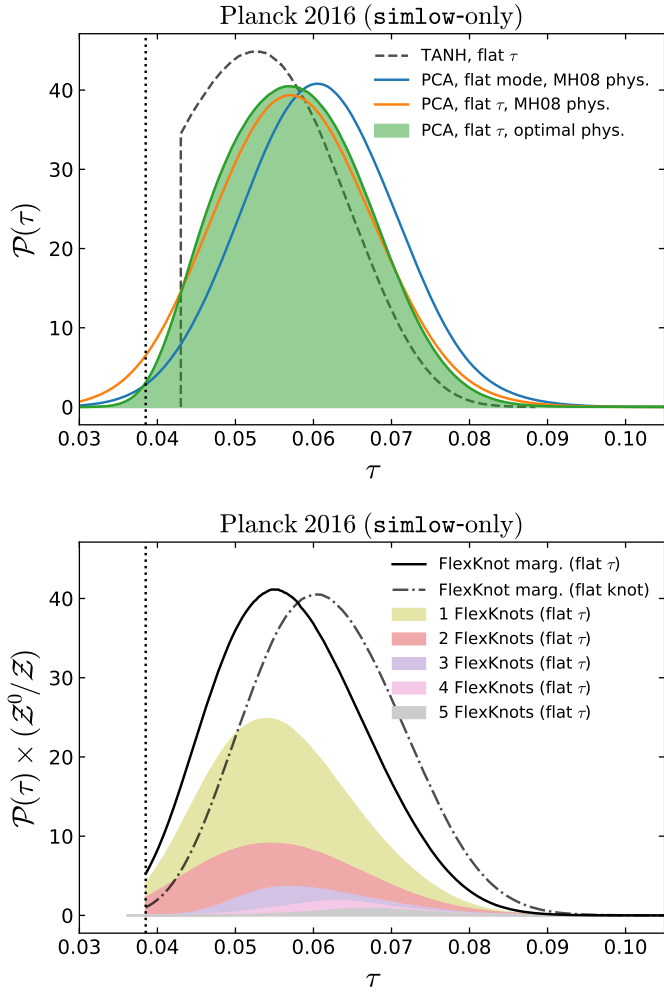 Planck 2016 (simlow-only)
TANH, flat τ
PCA, flat mode, MH08 phys.
PCA, flat τ, MH08 phys.
PCA, flat τ, optimal phys.
𝒫(τ)
40
30
20
10
0
0.03 0.04 0.05 0.06 0.07 0.08 0.09 0.10
τ
Planck 2016 (simlow-only)
FlexKnot marg. (flat τ)
FlexKnot marg. (flat knot)
1 FlexKnots (flat τ)
2 FlexKnots (flat τ)
3 FlexKnots (flat τ)
4 FlexKnots (flat τ)
5 FlexKnots (flat τ)
𝒫(τ) × (𝒵⁰/𝒵)
40
30
20
10
0
0.03 0.04 0.05 0.06 0.07 0.08 0.09 0.10
τ